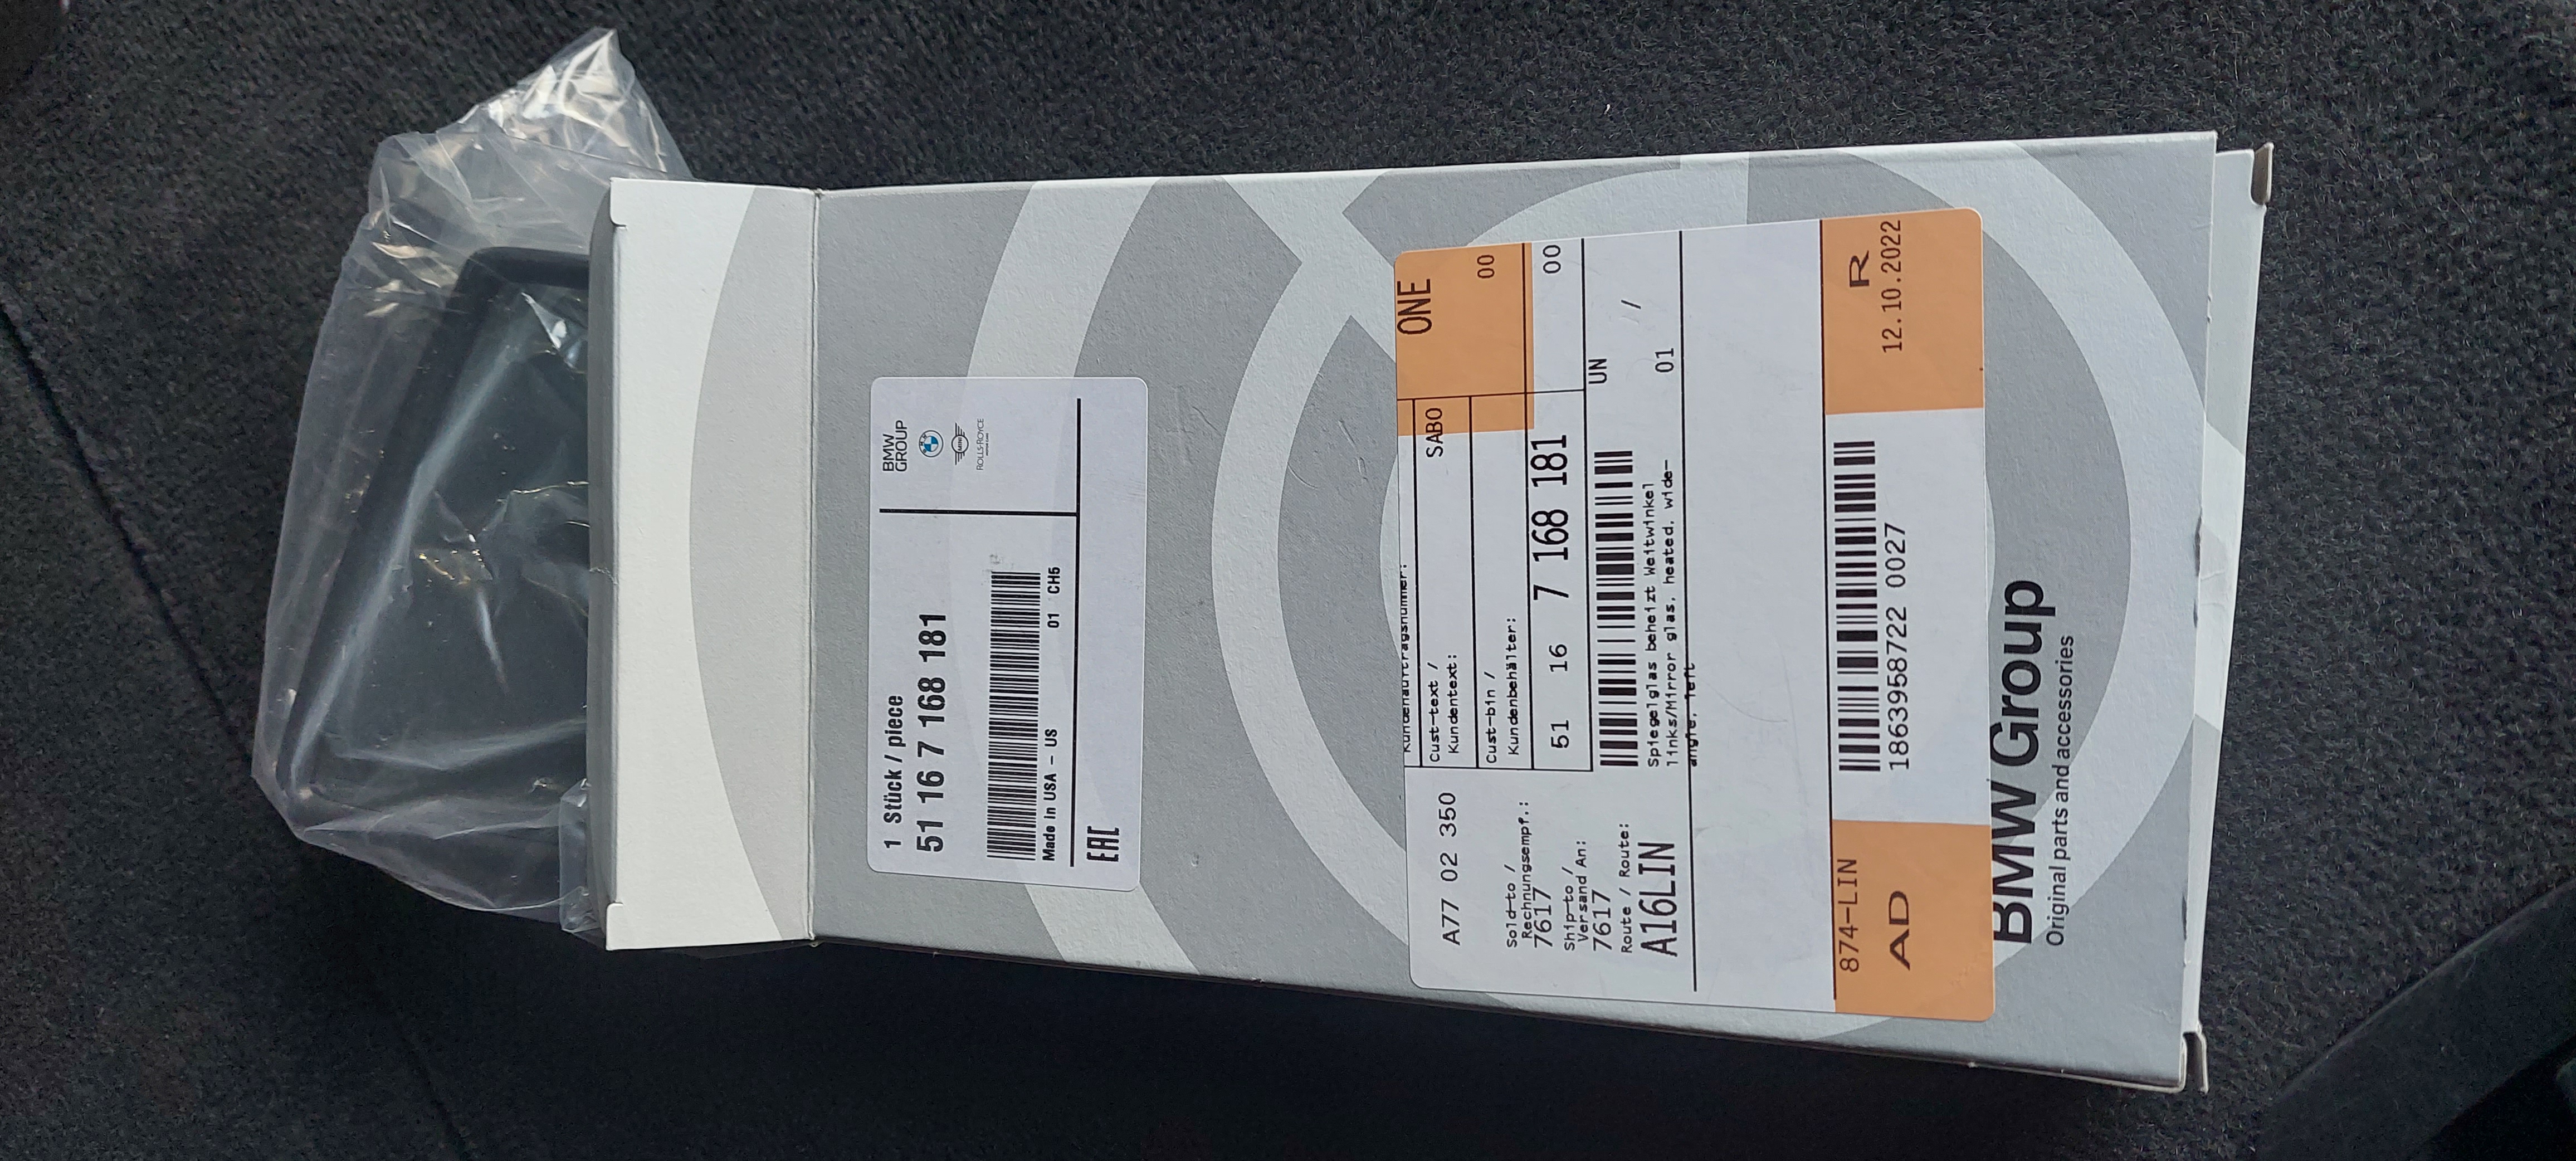 1 Stück / piece
51 16 7 168 181
Made in USA - US 01 CH5
EAC
BMW
GROUP
MINI
ROLLS-ROYCE
ONE
Kundenauftragsnummer:
A77 02 350
Cust-text / SABO
Kundentext:
Cust-bin / 00
Kundenbehälter:
Sold-to /
Rechnungsempf.:
7617
51 16 7 168 181 00
Ship-to /
Versand An:
7617
UN
Route / Route:
A16LIN
/
Spiegelglas beheizt Weitwinkel
links/Mirror glas, heated, wide- 01
angle, left
874-LIN
AD
1863958722 0027
R
12.10.2022
BMW Group
Original parts and accessories